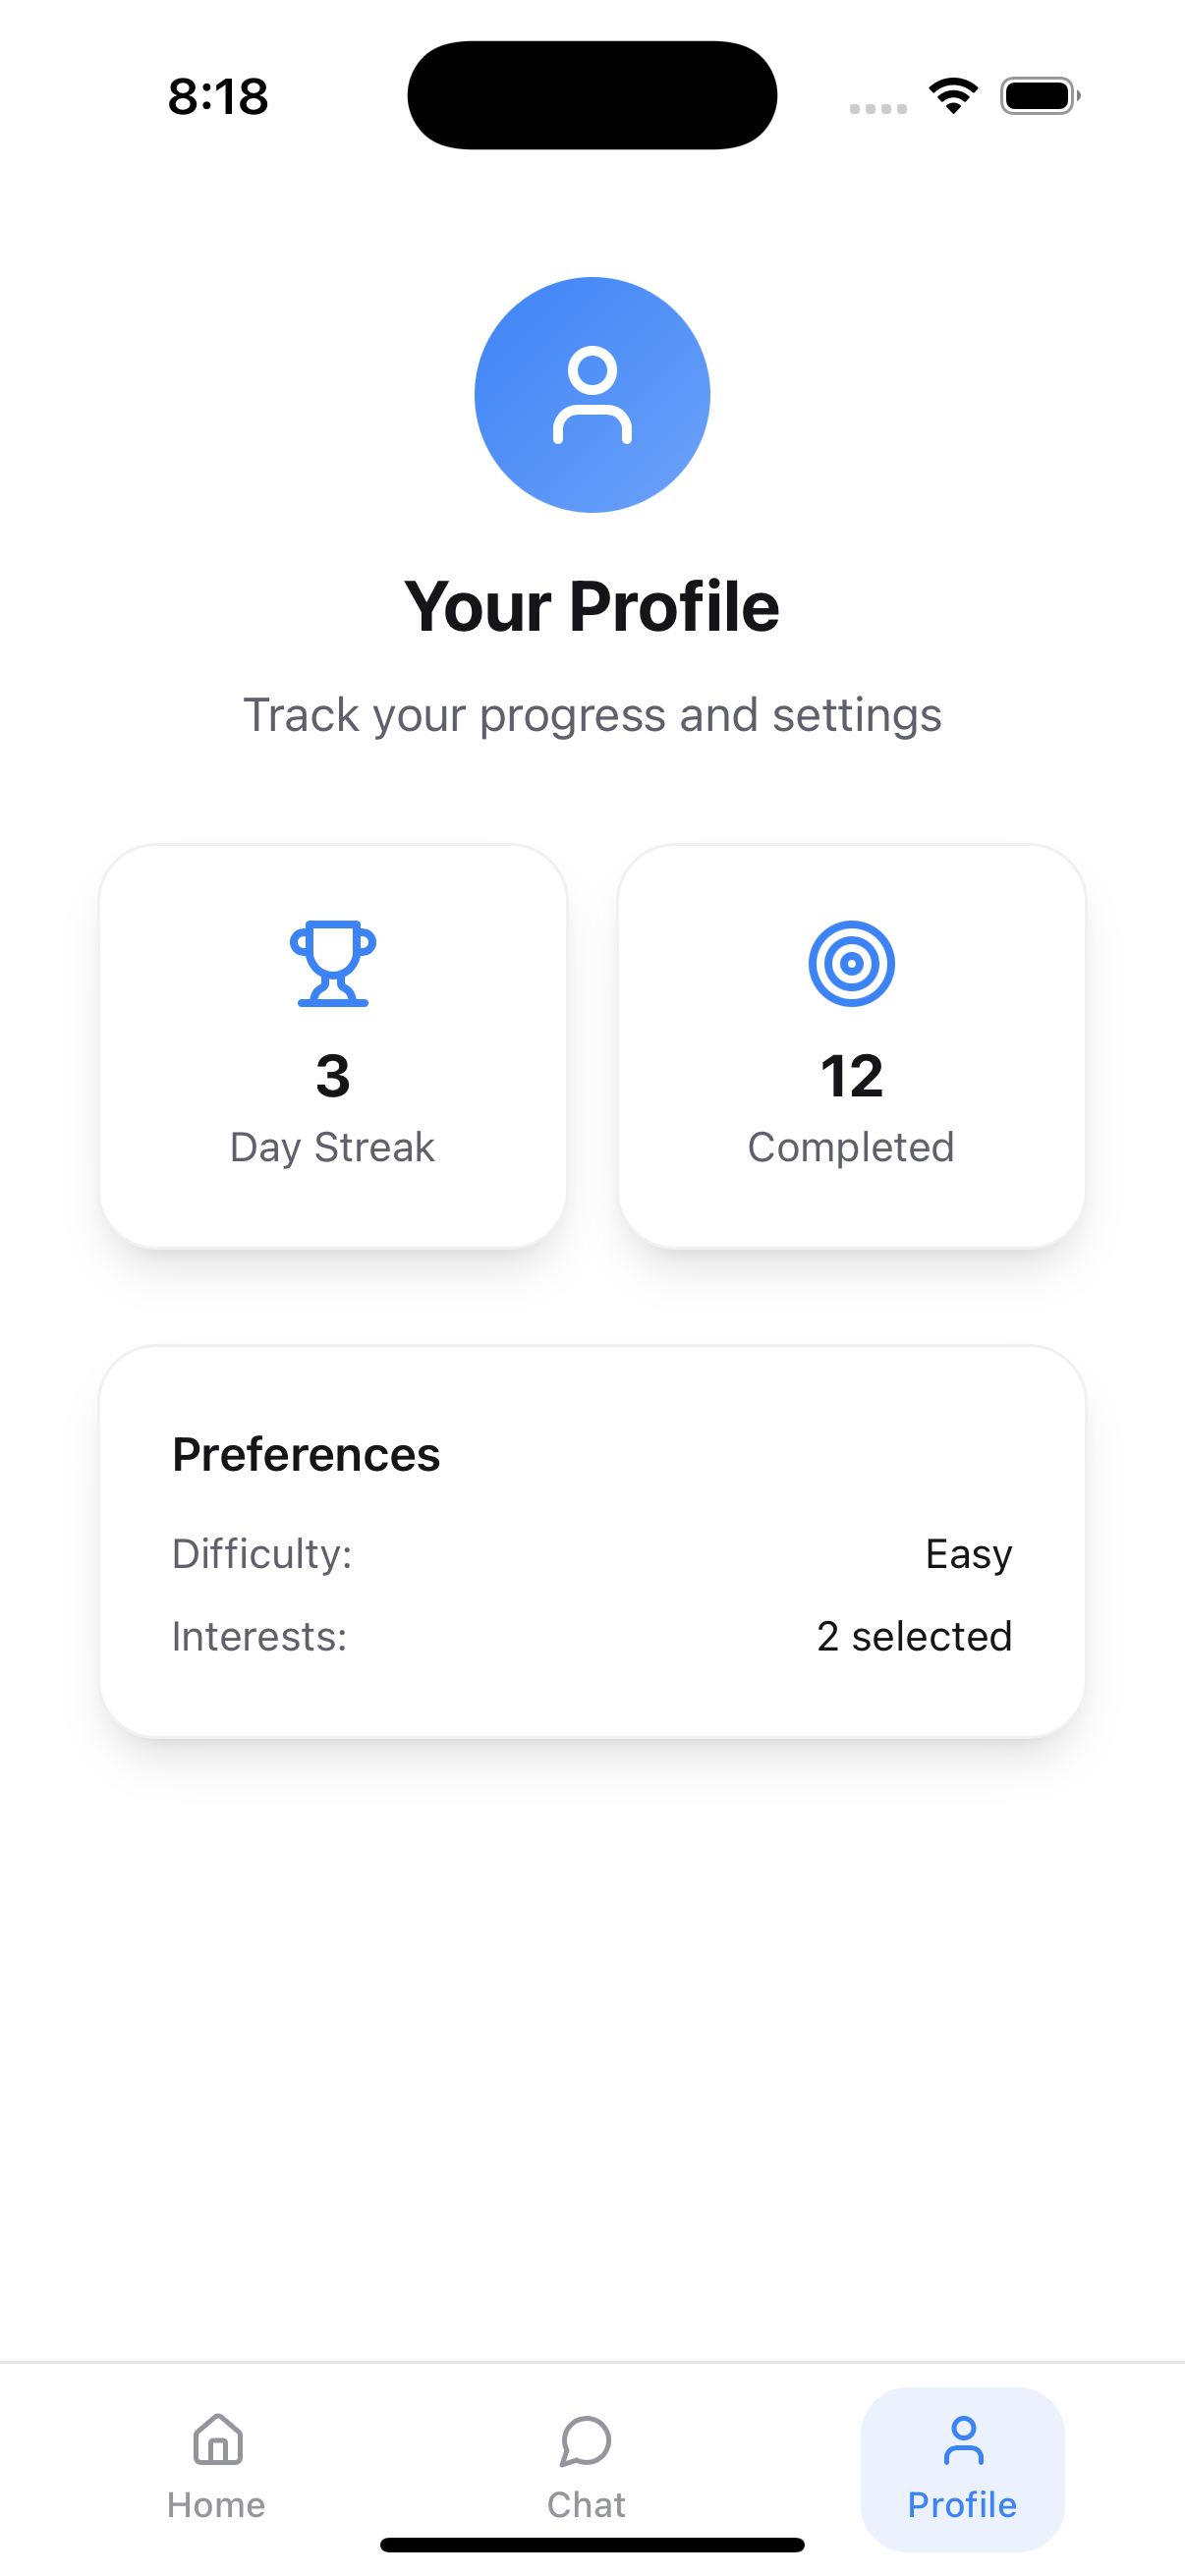 8:18
Your Profile
Track your progress and settings
3
Day Streak
12
Completed
Preferences
Difficulty: Easy
Interests: 2 selected
Home
Chat
Profile